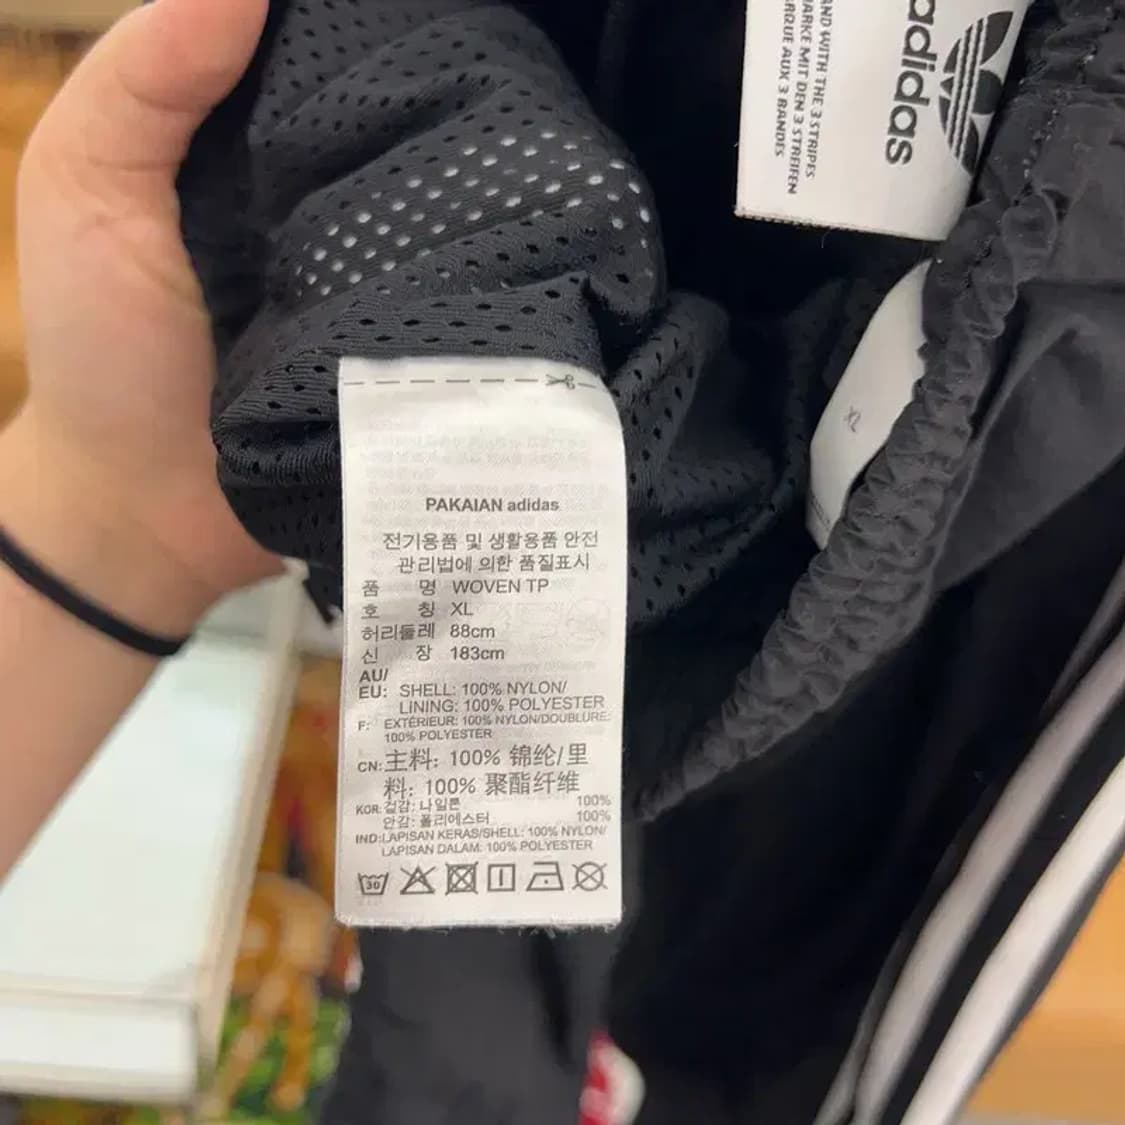 adidas
AND WITH THE 3 STRIPES
MARKE MIT DEN 3 STREIFEN
MARQUE AUX 3 BANDES
PAKAIAN adidas
전기용품 및 생활용품 안전
관리법에 의한 품질표시
품 명 WOVEN TP
호 칭 XL
허리둘레 88cm
신 장 183cm
AU/
EU: SHELL: 100% NYLON/
LINING: 100% POLYESTER
F: EXTÉRIEUR: 100% NYLON/DOUBLURE:
100% POLYESTER
CN: 主料: 100% 锦纶/里
料: 100% 聚酯纤维
KOR: 겉감: 나일론 100%
안감: 폴리에스터 100%
IND: LAPISAN KERAS/SHELL: 100% NYLON/
LAPISAN DALAM: 100% POLYESTER
30